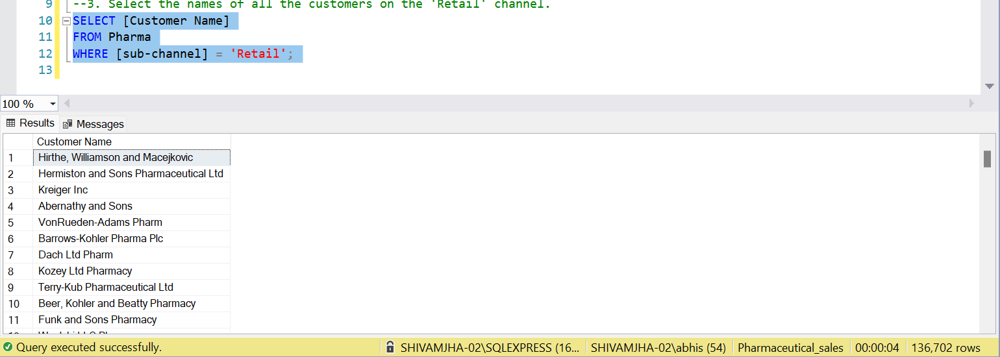 9 --3. Select the names of all the customers on the 'Retail' channel.
10 SELECT [Customer Name]
11 FROM Pharma
12 WHERE [sub-channel] = 'Retail';
13
100 %
Results Messages
Customer Name
1 Hirthe, Williamson and Macejkovic
2 Hermiston and Sons Pharmaceutical Ltd
3 Kreiger Inc
4 Abernathy and Sons
5 VonRueden-Adams Pharm
6 Barrows-Kohler Pharma Plc
7 Dach Ltd Pharm
8 Kozey Ltd Pharmacy
9 Terry-Kub Pharmaceutical Ltd
10 Beer, Kohler and Beatty Pharmacy
11 Funk and Sons Pharmacy
Query executed successfully. SHIVAMJHA-02\SQLEXPRESS (16... SHIVAMJHA-02\abhis (54) Pharmaceutical_sales 00:00:04 136,702 rows